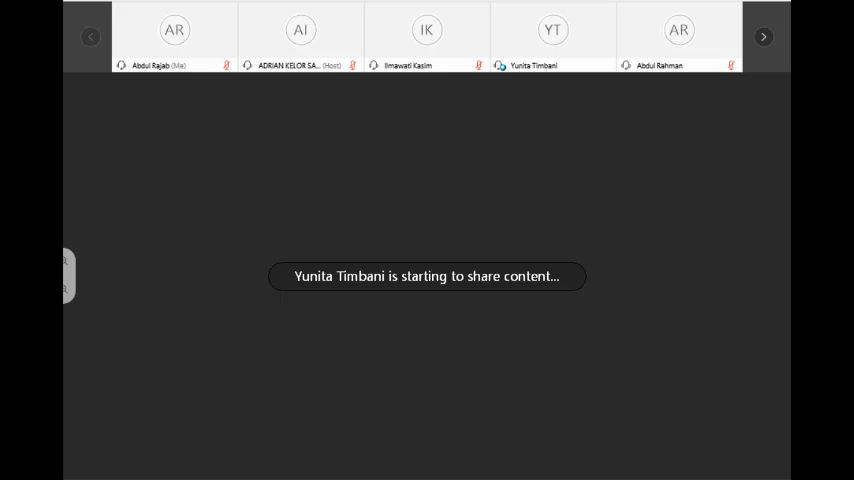 AR
AI
IK
YT
AR
Abdul Rajab (Me)
ADRIAN KELOR SA... (Host)
Ilmawati Kasim
Yunita Timbani
Abdul Rahman
Yunita Timbani is starting to share content...